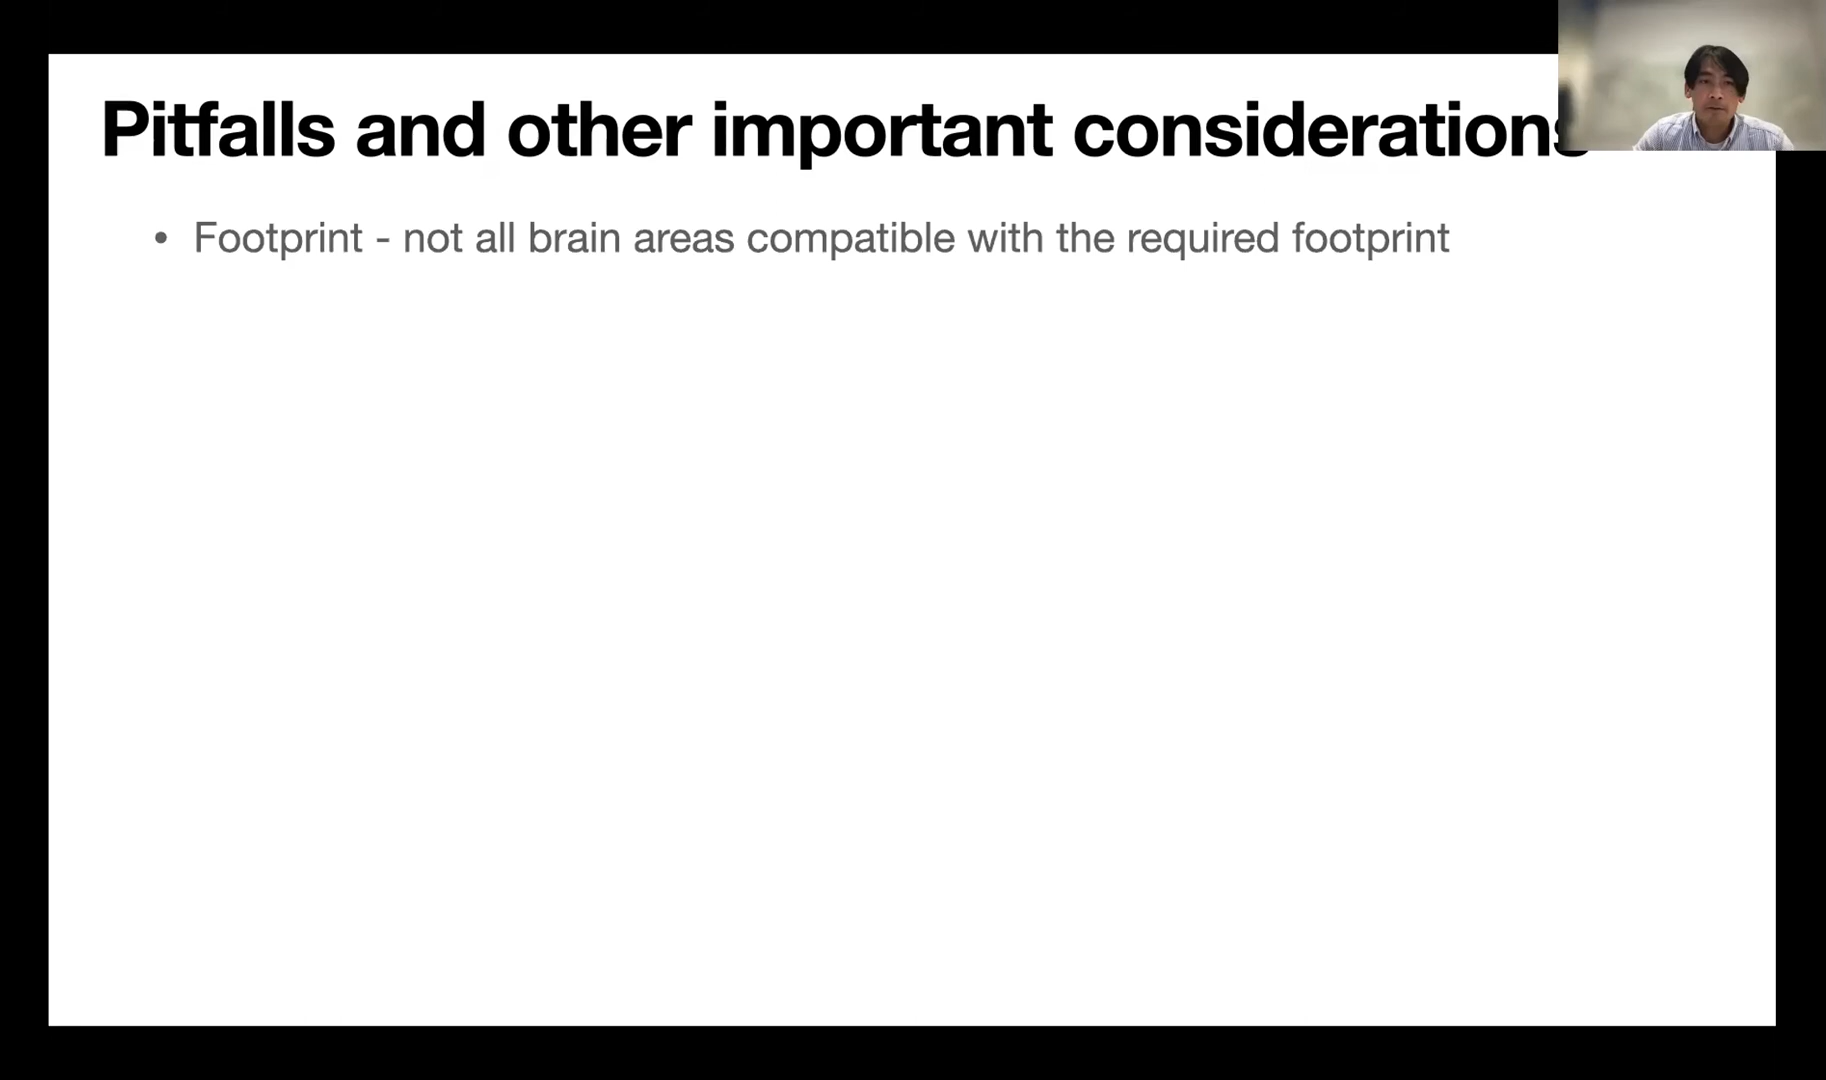 Pitfalls and other important considerations
• Footprint - not all brain areas compatible with the required footprint